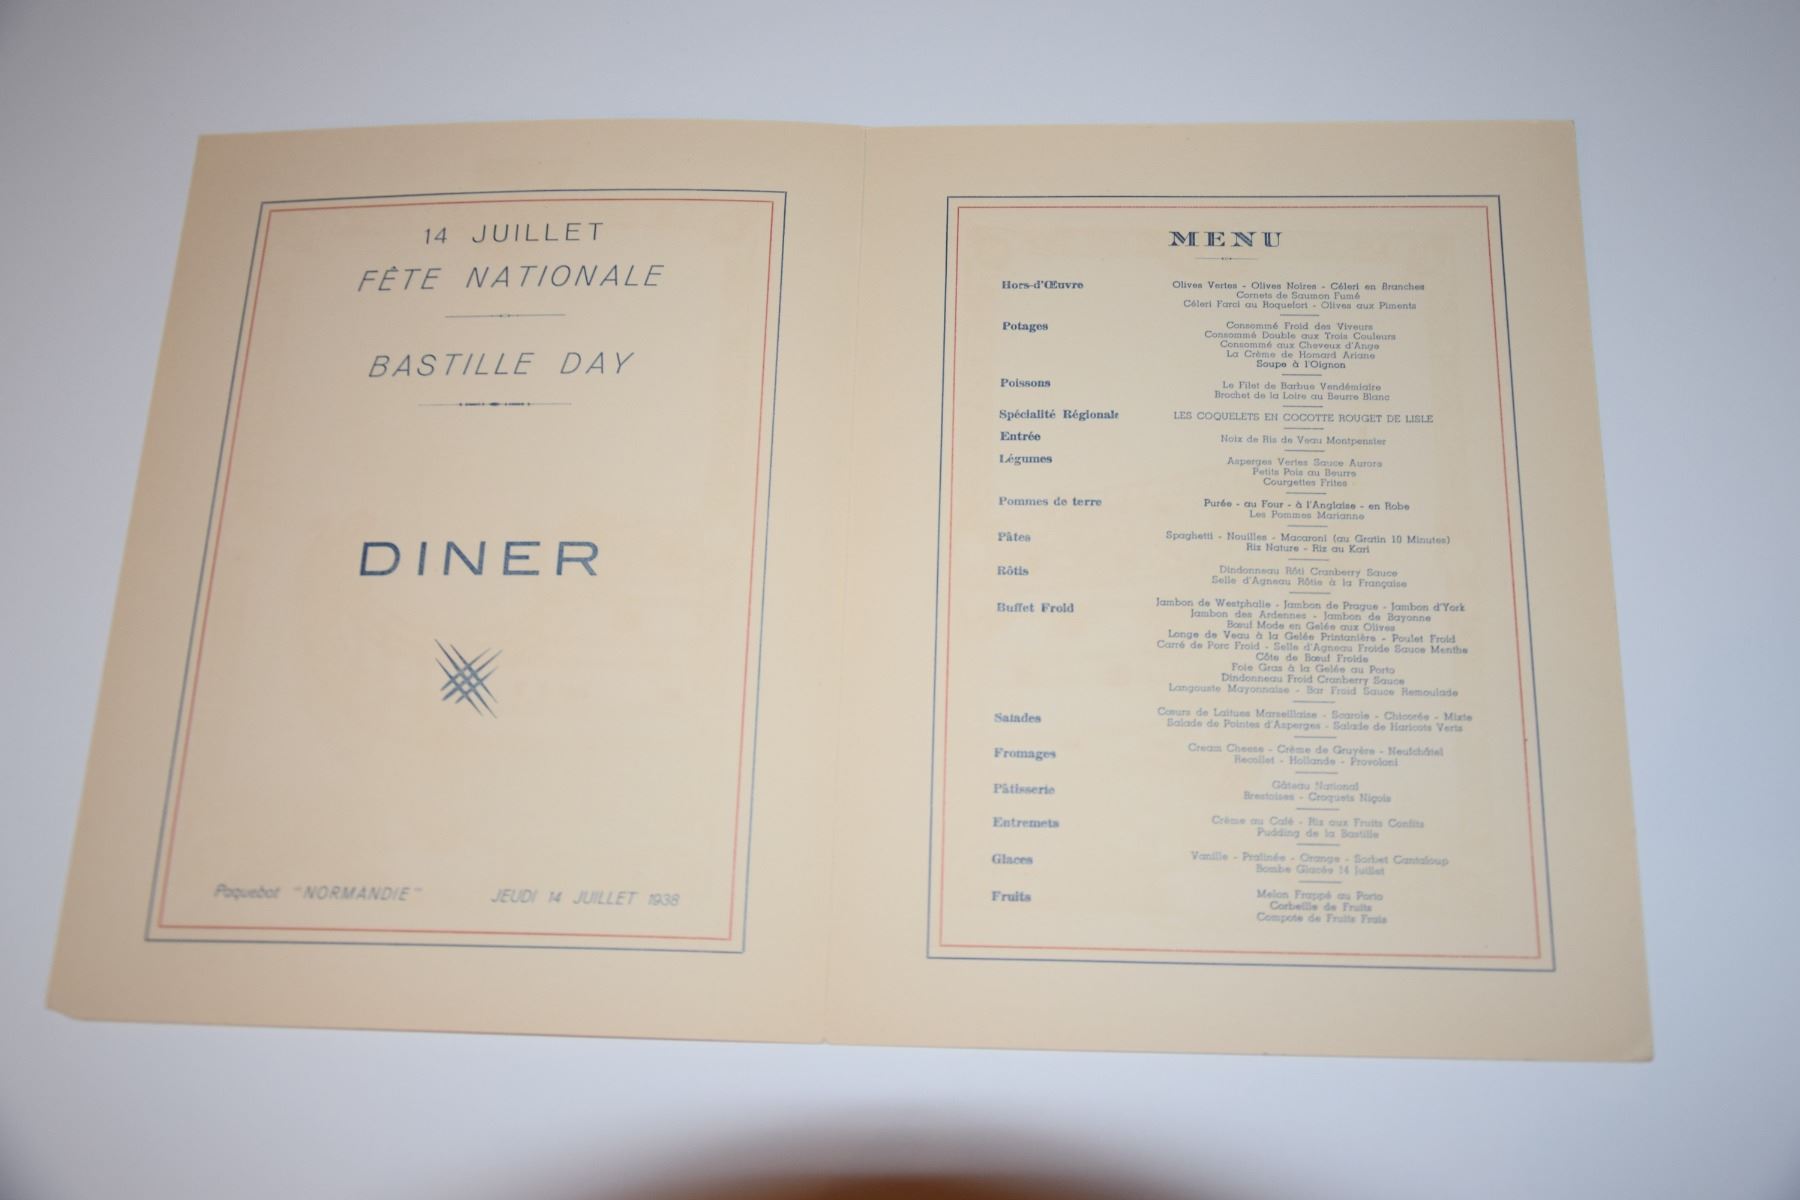 14 JUILLET
FÊTE NATIONALE
BASTILLE DAY
DINER
Paquebot "NORMANDIE" JEUDI 14 JUILLET 1938
MENU
Hors-d'Œuvre Olives Vertes - Olives Noires - Céleri en Branches
Cornets de Saumon Fumé
Céleri Farci au Roquefort - Olives aux Piments
Potages Consommé Froid des Viveurs
Consommé Double aux Trois Couleurs
Consommé aux Cheveux d'Ange
La Crème de Homard Ariane
Soupe à l'Oignon
Poissons Le Filet de Barbue Vendémiaire
Brochet de la Loire au Beurre Blanc
Spécialité Régionale LES COQUELETS EN COCOTTE ROUGET DE LISLE
Entrée Noix de Ris de Veau Montpensier
Légumes Asperges Vertes Sauce Aurore
Petits Pois au Beurre
Courgettes Frites
Pommes de terre Purée - au Four - à l'Anglaise - en Robe
Les Pommes Marianne
Pâtes Spaghetti - Nouilles - Macaroni (au Gratin 10 Minutes)
Riz Nature - Riz au Kari
Rôtis Dindonneau Rôti Cranberry Sauce
Selle d'Agneau Rôtie à la Française
Buffet Froid Jambon de Westphalie - Jambon de Prague - Jambon d'York
Jambon des Ardennes - Jambon de Bayonne
Bœuf Mode en Gelée aux Olives
Longe de Veau à la Gelée Printanière - Poulet Froid
Carré de Porc Froid - Selle d'Agneau Froide Sauce Menthe
Côte de Bœuf Froide
Foie Gras à la Gelée au Porto
Dindonneau Froid Cranberry Sauce
Langouste Mayonnaise - Bar Froid Sauce Remoulade
Salades Cœurs de Laitues Marseillaise - Scarole - Chicorée - Mixte
Salade de Pointes d'Asperges - Salade de Haricots Verts
Fromages Cream Cheese - Crème de Gruyère - Neufchâtel
Recollet - Hollande - Provoloni
Pâtisserie Gâteau National
Brestoises - Croquets Niçois
Entremets Crème au Café - Riz aux Fruits Confits
Pudding de la Bastille
Glaces Vanille - Pralinée - Orange - Sorbet Cantaloup
Bombe Glacée 14 Juillet
Fruits Melon Frappé au Porto
Corbeille de Fruits
Compote de Fruits Frais